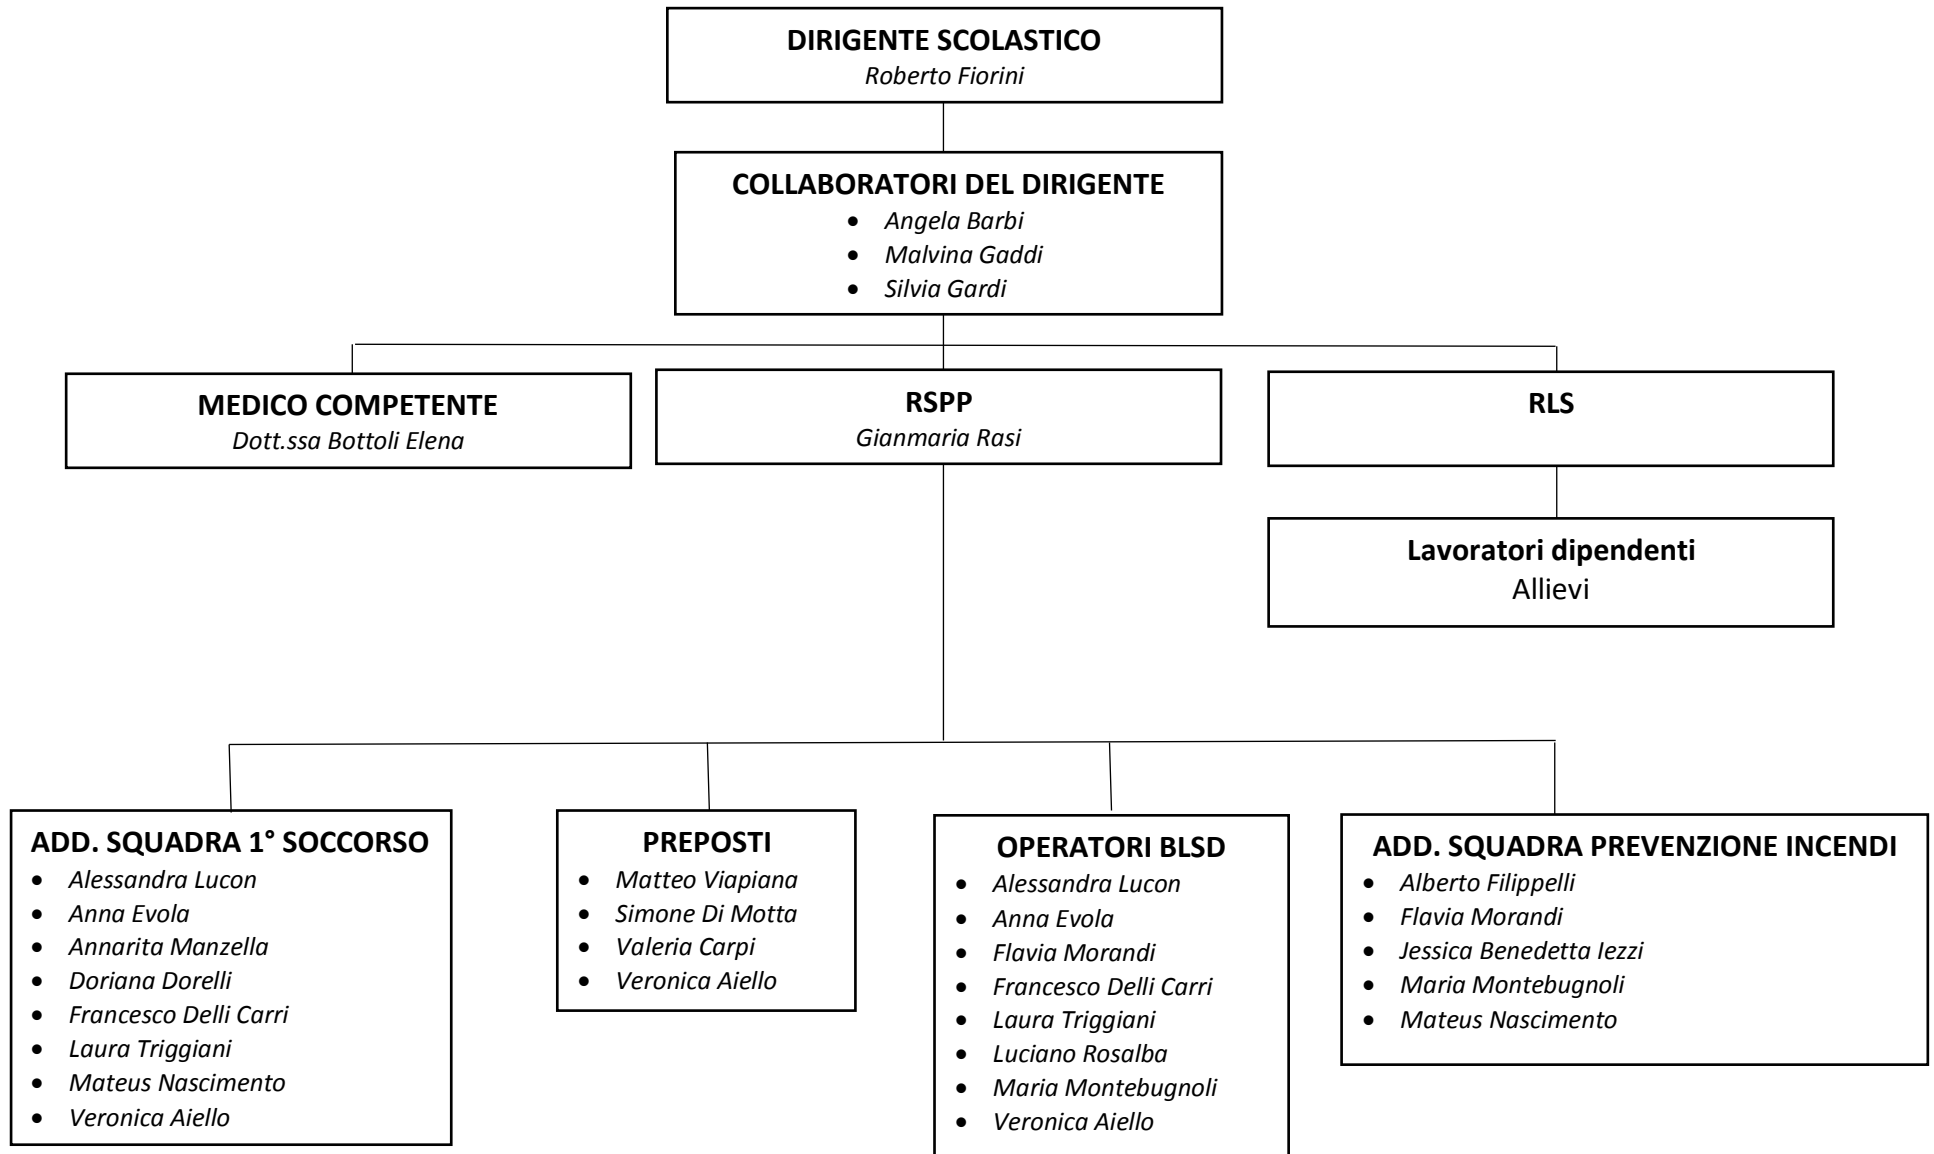 DIRIGENTE SCOLASTICO
Roberto Fiorini
COLLABORATORI DEL DIRIGENTE
• Angela Barbi
• Malvina Gaddi
• Silvia Gardi
MEDICO COMPETENTE
Dott.ssa Bottoli Elena
RSPP
Gianmaria Rasi
RLS
Lavoratori dipendenti
Allievi
ADD. SQUADRA 1° SOCCORSO
• Alessandra Lucon
• Anna Evola
• Annarita Manzella
• Doriana Dorelli
• Francesco Delli Carri
• Laura Triggiani
• Mateus Nascimento
• Veronica Aiello
PREPOSTI
• Matteo Viapiana
• Simone Di Motta
• Valeria Carpi
• Veronica Aiello
OPERATORI BLSD
• Alessandra Lucon
• Anna Evola
• Flavia Morandi
• Francesco Delli Carri
• Laura Triggiani
• Luciano Rosalba
• Maria Montebugnoli
• Veronica Aiello
ADD. SQUADRA PREVENZIONE INCENDI
• Alberto Filippelli
• Flavia Morandi
• Jessica Benedetta Iezzi
• Maria Montebugnoli
• Mateus Nascimento